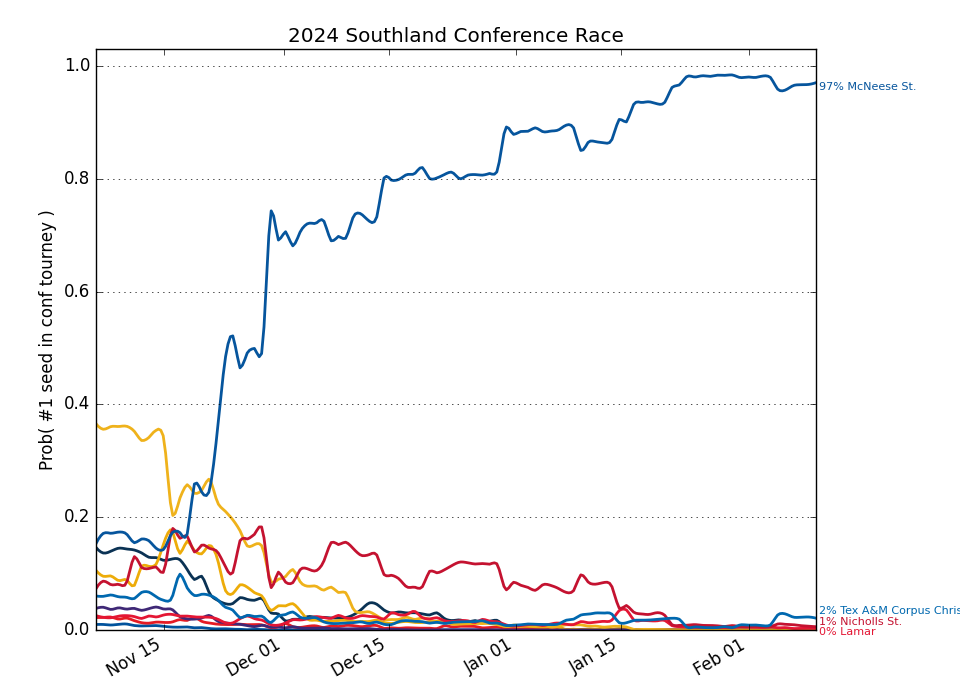 2024 Southland Conference Race
Prob( #1 seed in conf tourney )
1.0
0.8
0.6
0.4
0.2
0.0
Nov 15
Dec 01
Dec 15
Jan 01
Jan 15
Feb 01
97% McNeese St.
2% Tex A&M Corpus Chris
1% Nicholls St.
0% Lamar